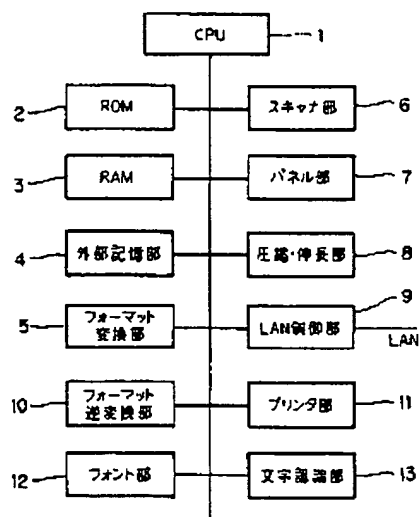 CPU
1
2
ROM
スキャナ部
6
3
RAM
パネル部
7
4
外部記憶部
圧縮・伸長部
8
5
フォーマット
変換部
LAN制御部
9
LAN
10
フォーマット
逆変換部
プリンタ部
11
12
フォント部
文字認識部
13